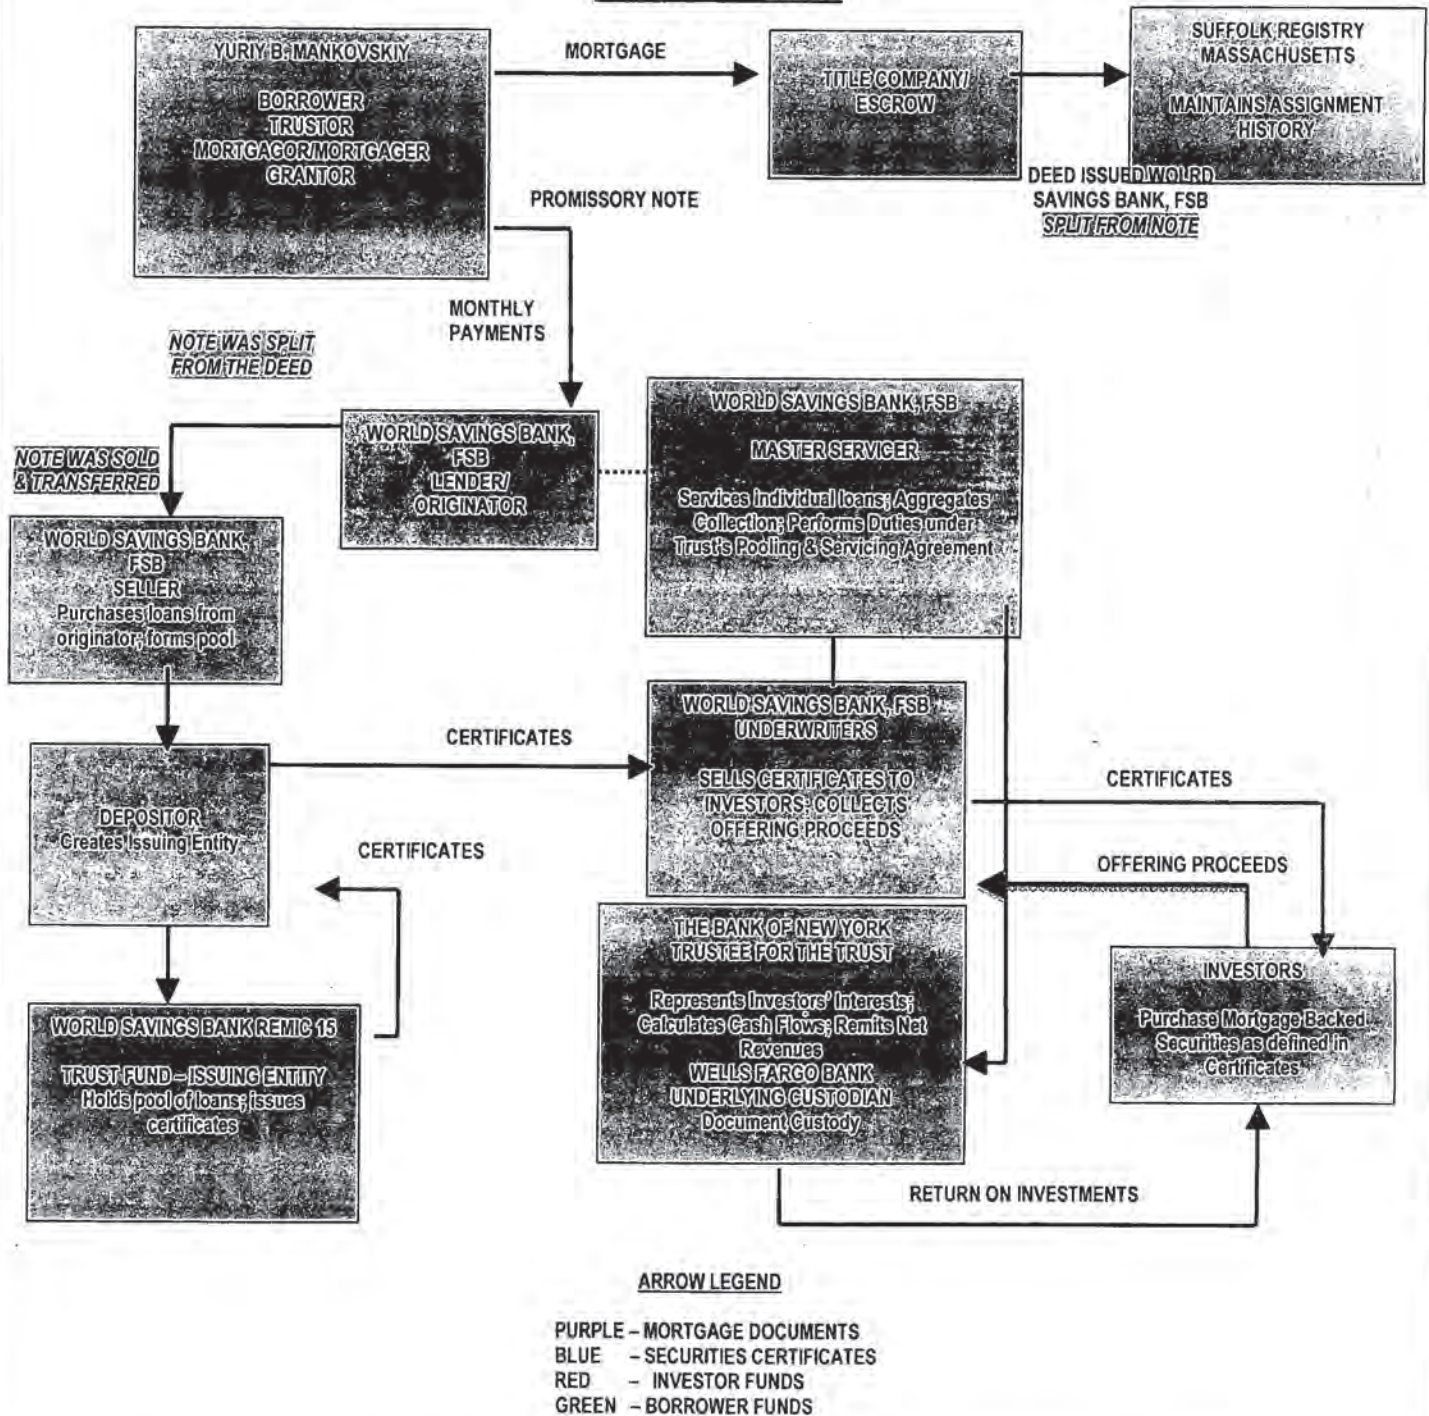 YURIY B. MANKOVSKIY
BORROWER
TRUSTOR
MORTGAGOR/MORTGAGER
GRANTOR
MORTGAGE
TITLE COMPANY/
ESCROW
SUFFOLK REGISTRY
MASSACHUSETTS
MAINTAINS ASSIGNMENT
HISTORY
DEED ISSUED WOLRD
SAVINGS BANK, FSB
SPLIT FROM NOTE
PROMISSORY NOTE
MONTHLY
PAYMENTS
NOTE WAS SPLIT
FROM THE DEED
WORLD SAVINGS BANK,
FSB
LENDER/
ORIGINATOR
WORLD SAVINGS BANK, FSB
MASTER SERVICER
Services individual loans; Aggregates
Collection; Performs Duties under
Trust's Pooling & Servicing Agreement
NOTE WAS SOLD
& TRANSFERRED
WORLD SAVINGS BANK,
FSB
SELLER
Purchases loans from
originator; forms pool
DEPOSITOR
Creates Issuing Entity
CERTIFICATES
WORLD SAVINGS BANK, FSB
UNDERWRITERS
SELLS CERTIFICATES TO
INVESTORS; COLLECTS
OFFERING PROCEEDS
CERTIFICATES
OFFERING PROCEEDS
CERTIFICATES
WORLD SAVINGS BANK REMIC 15
TRUST FUND – ISSUING ENTITY
Holds pool of loans; issues
certificates
THE BANK OF NEW YORK
TRUSTEE FOR THE TRUST
Represents Investors' Interests;
Calculates Cash Flows; Remits Net
Revenues
WELLS FARGO BANK
UNDERLYING CUSTODIAN
Document Custody
INVESTORS
Purchase Mortgage Backed
Securities as defined in
Certificates
RETURN ON INVESTMENTS
ARROW LEGEND
PURPLE – MORTGAGE DOCUMENTS
BLUE – SECURITIES CERTIFICATES
RED – INVESTOR FUNDS
GREEN – BORROWER FUNDS